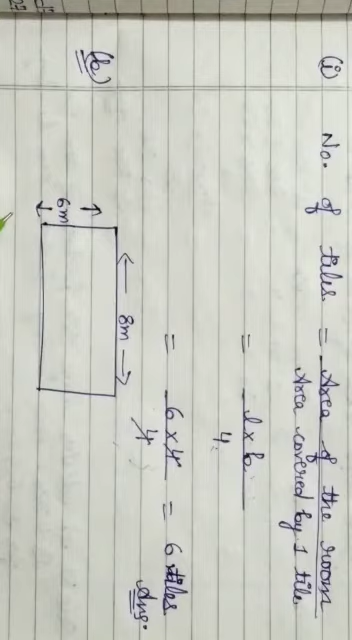 (i) No. of tiles = Area of the room
Area covered by 1 tile
= l × b
4
= 6 × 4
4
= 6 tiles
Ans.
(b)
8m
6m